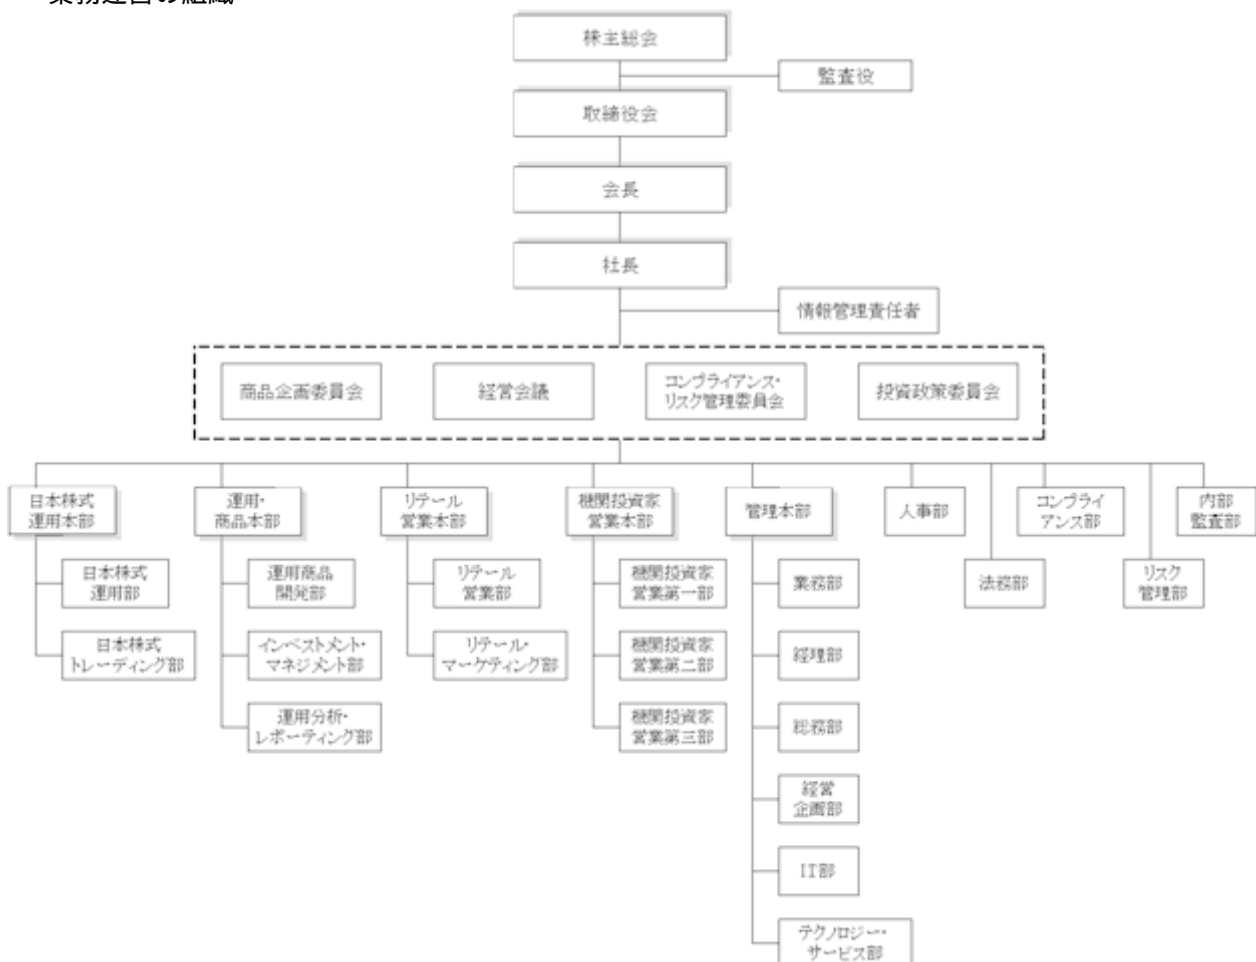 業務運営の組織
株主総会
監査役
取締役会
会長
社長
情報管理責任者
商品企画委員会
経営会議
コンプライアンス・
リスク管理委員会
投資政策委員会
日本株式
運用本部
運用・
商品本部
リテール
営業本部
機関投資家
営業本部
管理本部
人事部
コンプライ
アンス部
内部
監査部
日本株式
運用部
運用商品
開発部
リテール
営業部
機関投資家
営業第一部
業務部
法務部
リスク
管理部
日本株式
トレーディング部
インベストメント・
マネジメント部
リテール・
マーケティング部
機関投資家
営業第二部
経理部
運用分析・
レポーティング部
機関投資家
営業第三部
総務部
経営
企画部
IT部
テクノロジー・
サービス部